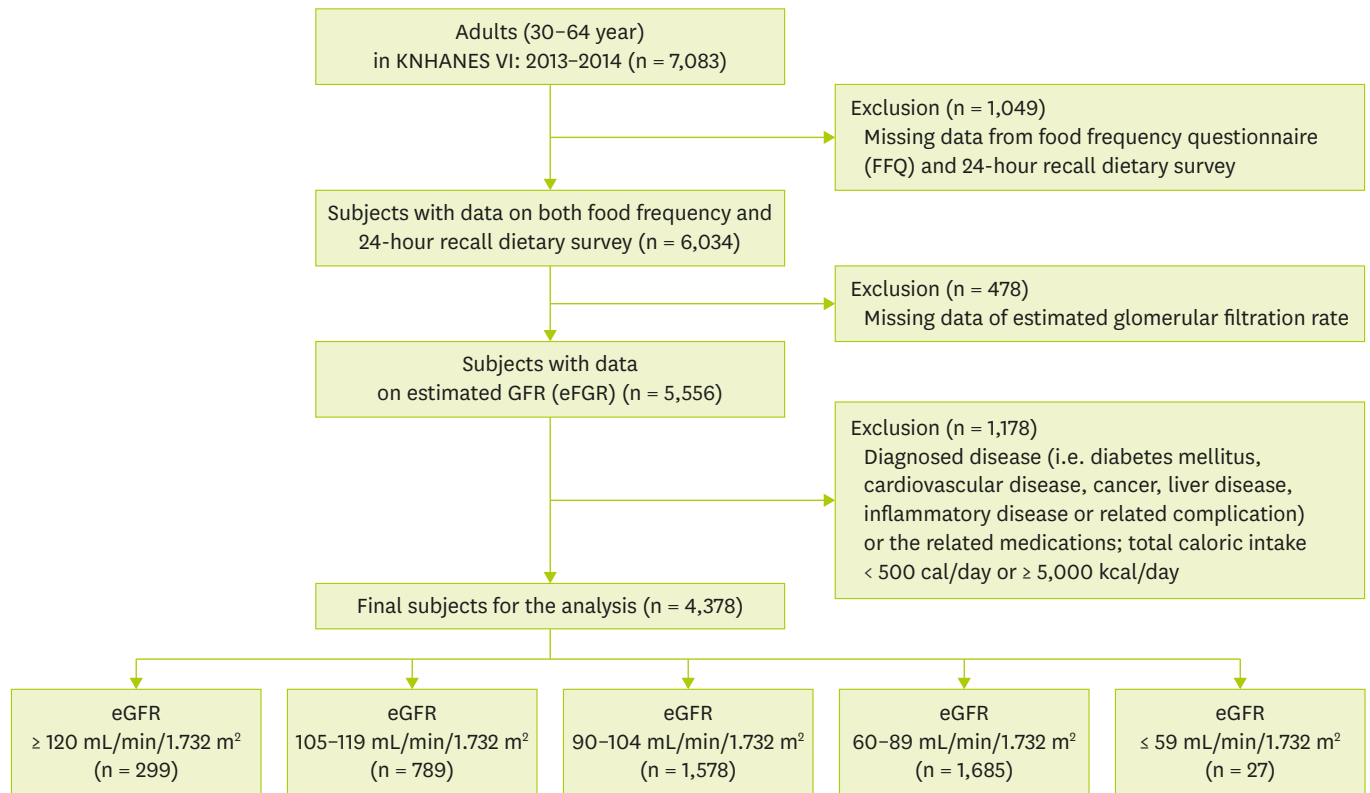 Adults (30–64 year)
in KNHANES VI: 2013–2014 (n = 7,083)
Exclusion (n = 1,049)
Missing data from food frequency questionnaire
(FFQ) and 24-hour recall dietary survey
Subjects with data on both food frequency and
24-hour recall dietary survey (n = 6,034)
Exclusion (n = 478)
Missing data of estimated glomerular filtration rate
Subjects with data
on estimated GFR (eFGR) (n = 5,556)
Exclusion (n = 1,178)
Diagnosed disease (i.e. diabetes mellitus,
cardiovascular disease, cancer, liver disease,
inflammatory disease or related complication)
or the related medications; total caloric intake
< 500 cal/day or ≥ 5,000 kcal/day
Final subjects for the analysis (n = 4,378)
eGFR
≥ 120 mL/min/1.732 m²
(n = 299)
eGFR
105–119 mL/min/1.732 m²
(n = 789)
eGFR
90–104 mL/min/1.732 m²
(n = 1,578)
eGFR
60–89 mL/min/1.732 m²
(n = 1,685)
eGFR
≤ 59 mL/min/1.732 m²
(n = 27)